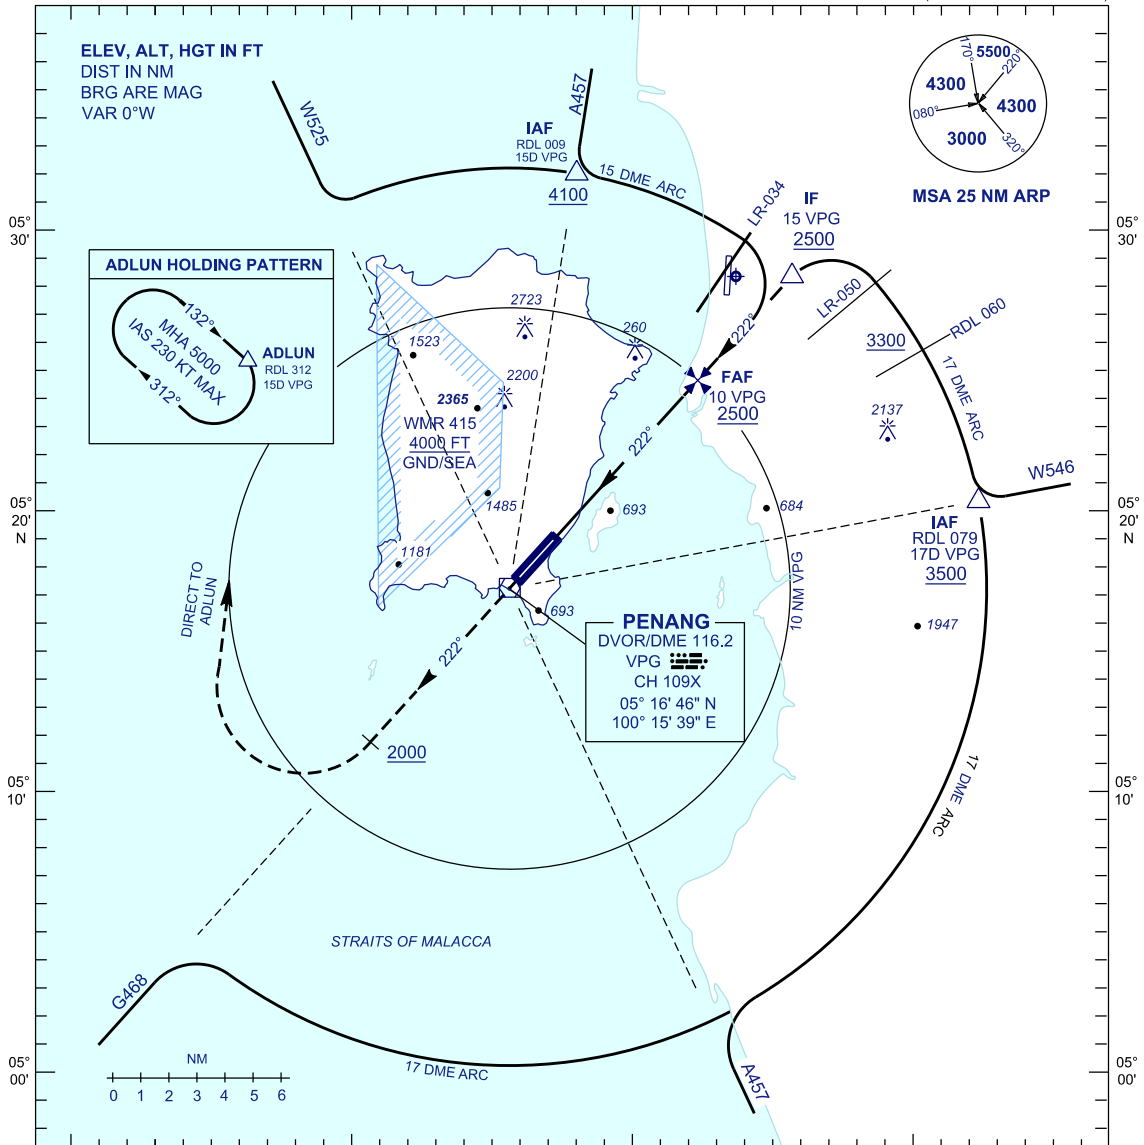 ELEV, ALT, HGT IN FT
DIST IN NM
BRG ARE MAG
VAR 0°W
W525
A457
IAF
RDL 009
15D VPG
4100
15 DME ARC
LR-034
IF
15 VPG
2500
170°
5500
220°
4300
4300
080°
3000
320°
MSA 25 NM ARP
05°
30'
05°
30'
ADLUN HOLDING PATTERN
132°
MHA 5000
IAS 230 KT MAX
312°
ADLUN
RDL 312
15D VPG
2723
1523
260
2200
2365
WMR 415
4000 FT
GND/SEA
1485
1181
222°
FAF
10 VPG
2500
222°
LR-050
RDL 060
3300
17 DME ARC
2137
W546
693
684
05°
20'
N
05°
20'
N
IAF
RDL 079
17D VPG
3500
1947
DIRECT TO
ADLUN
10 NM VPG
693
PENANG
DVOR/DME 116.2
VPG
CH 109X
05° 16' 46" N
100° 15' 39" E
222°
2000
05°
10'
05°
10'
17 DME ARC
STRAITS OF MALACCA
G468
17 DME ARC
A457
05°
00'
05°
00'
NM
0 1 2 3 4 5 6